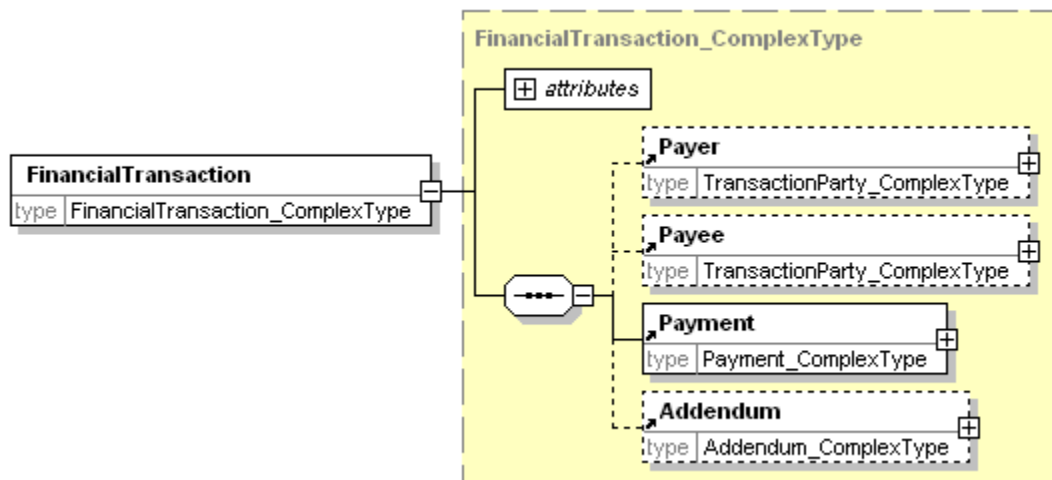 FinancialTransaction_ComplexType
attributes
FinancialTransaction
type FinancialTransaction_ComplexType
Payer
type TransactionParty_ComplexType
Payee
type TransactionParty_ComplexType
Payment
type Payment_ComplexType
Addendum
type Addendum_ComplexType